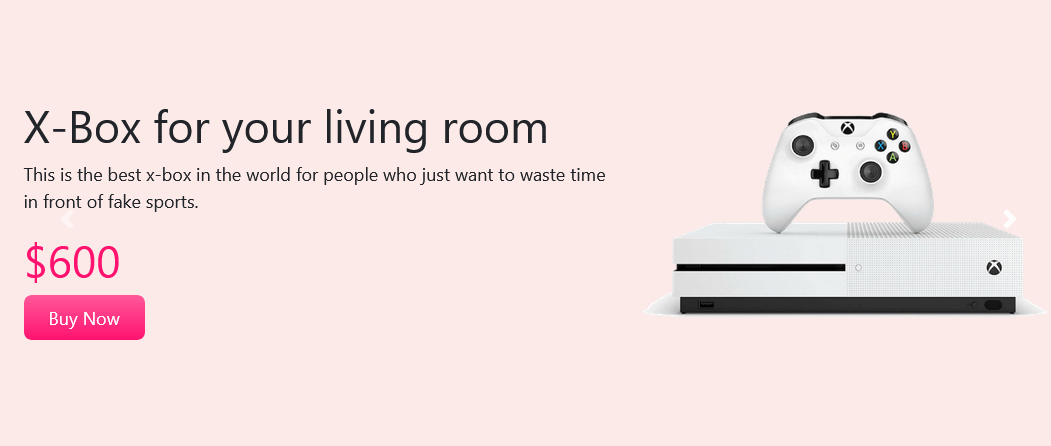 X-Box for your living room
This is the best x-box in the world for people who just want to waste time
in front of fake sports.
$600
Buy Now
Y
X B
A